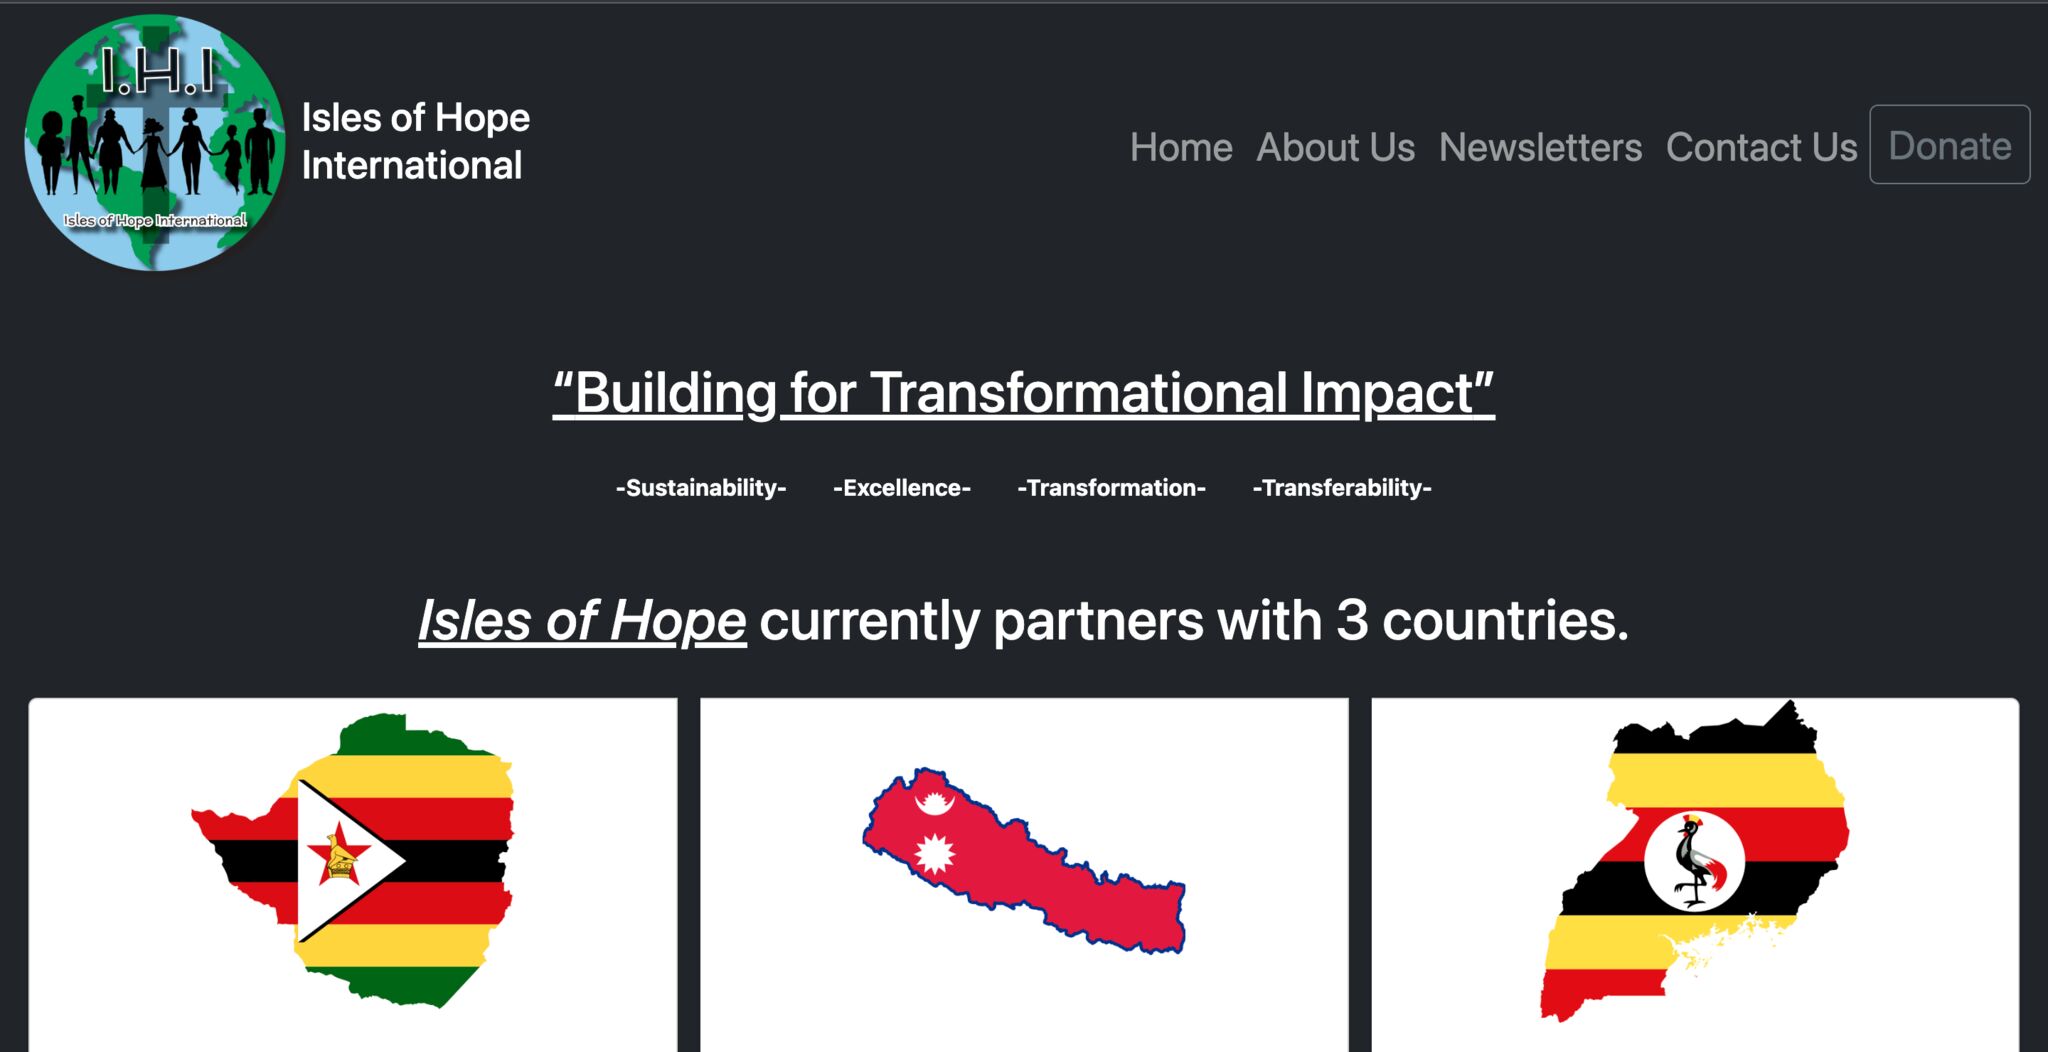 I.H.I
Isles of Hope International
Isles of Hope
International
Home About Us Newsletters Contact Us Donate
“Building for Transformational Impact”
-Sustainability- -Excellence- -Transformation- -Transferability-
Isles of Hope currently partners with 3 countries.